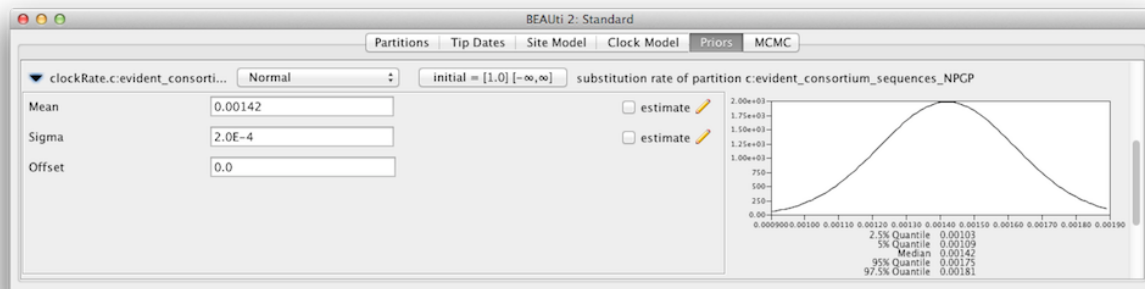 BEAUti 2: Standard
Partitions Tip Dates Site Model Clock Model Priors MCMC
clockRate.c:evident_consorti... Normal initial = [1.0] [-∞,∞] substitution rate of partition c:evident_consortium_sequences_NPGP
Mean 0.00142 estimate
Sigma 2.0E-4 estimate
Offset 0.0
2.00e+03
1.75e+03
1.50e+03
1.25e+03
1.00e+03
750
500
250
0.00
0.000900 0.00100 0.00110 0.00120 0.00130 0.00140 0.00150 0.00160 0.00170 0.00180 0.00190
2.5% Quantile 0.00103
5% Quantile 0.00109
Median 0.00142
95% Quantile 0.00175
97.5% Quantile 0.00181